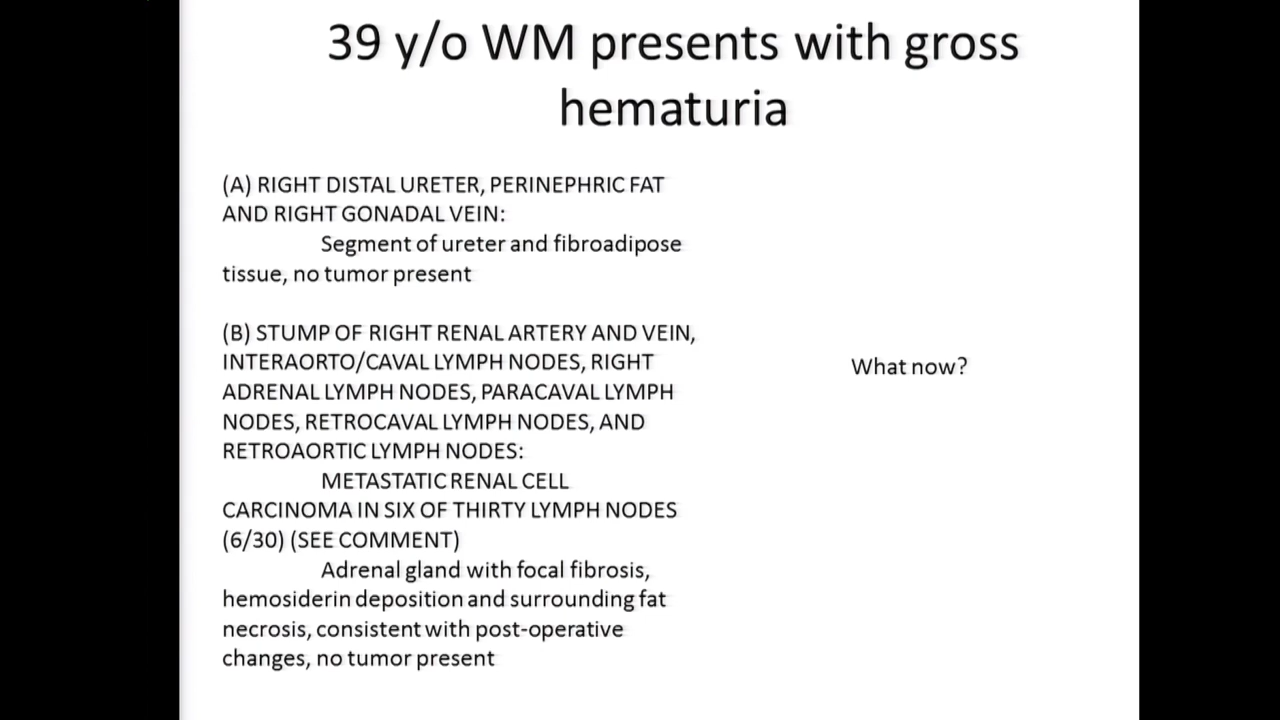 39 y/o WM presents with gross
hematuria
(A) RIGHT DISTAL URETER, PERINEPHRIC FAT
AND RIGHT GONADAL VEIN:
Segment of ureter and fibroadipose
tissue, no tumor present
(B) STUMP OF RIGHT RENAL ARTERY AND VEIN,
INTERAORTO/CAVAL LYMPH NODES, RIGHT
ADRENAL LYMPH NODES, PARACAVAL LYMPH
NODES, RETROCAVAL LYMPH NODES, AND
RETROAORTIC LYMPH NODES:
METASTATIC RENAL CELL
CARCINOMA IN SIX OF THIRTY LYMPH NODES
(6/30) (SEE COMMENT)
Adrenal gland with focal fibrosis,
hemosiderin deposition and surrounding fat
necrosis, consistent with post-operative
changes, no tumor present
What now?